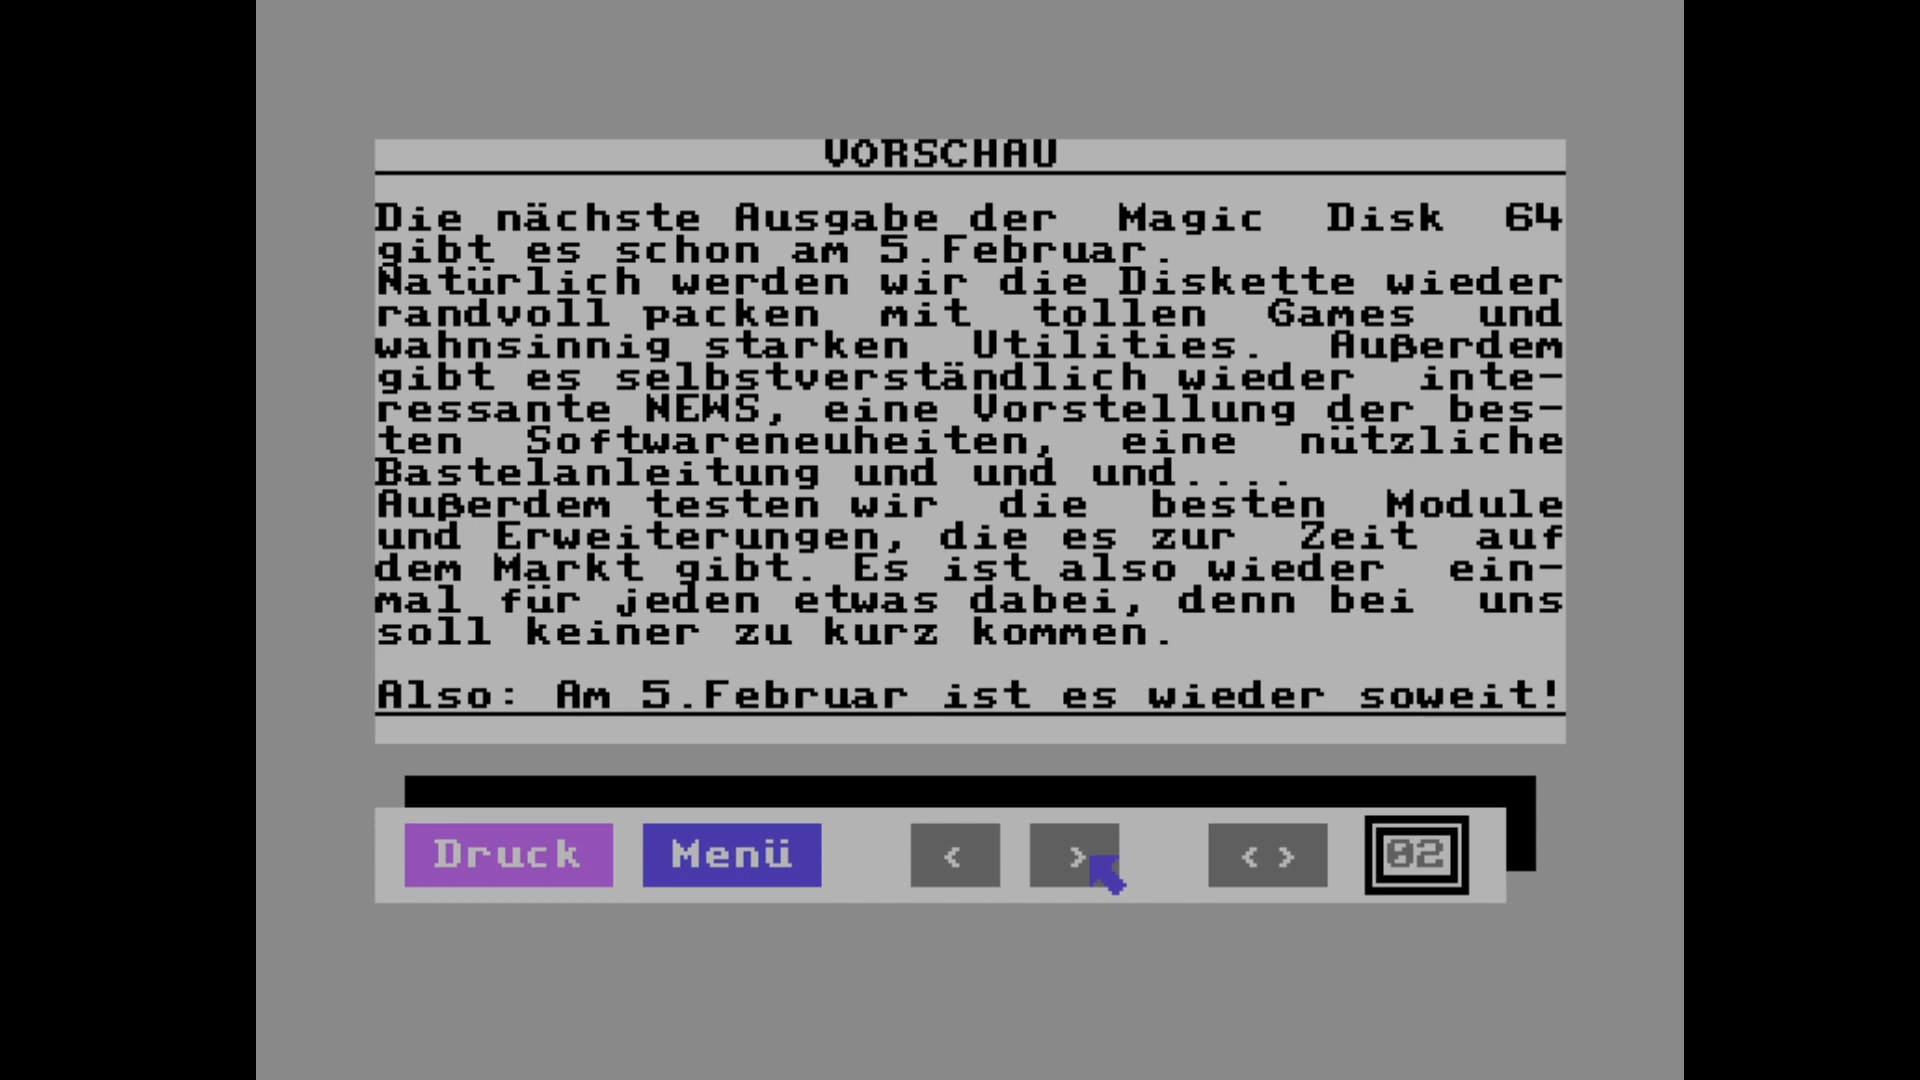 VORSCHAU
Die nächste Ausgabe der Magic Disk 64
gibt es schon am 5.Februar.
Natürlich werden wir die Diskette wieder
randvoll packen mit tollen Games und
wahnsinnig starken Utilities. Außerdem
gibt es selbstverständlich wieder inte-
ressante NEWS, eine Vorstellung der bes-
ten Softwareneuheiten, eine nützliche
Bastelanleitung und und und....
Außerdem testen wir die besten Module
und Erweiterungen, die es zur Zeit auf
dem Markt gibt. Es ist also wieder ein-
mal für jeden etwas dabei, denn bei uns
soll keiner zu kurz kommen.
Also: Am 5.Februar ist es wieder soweit!
Druck Menü < > < > 02